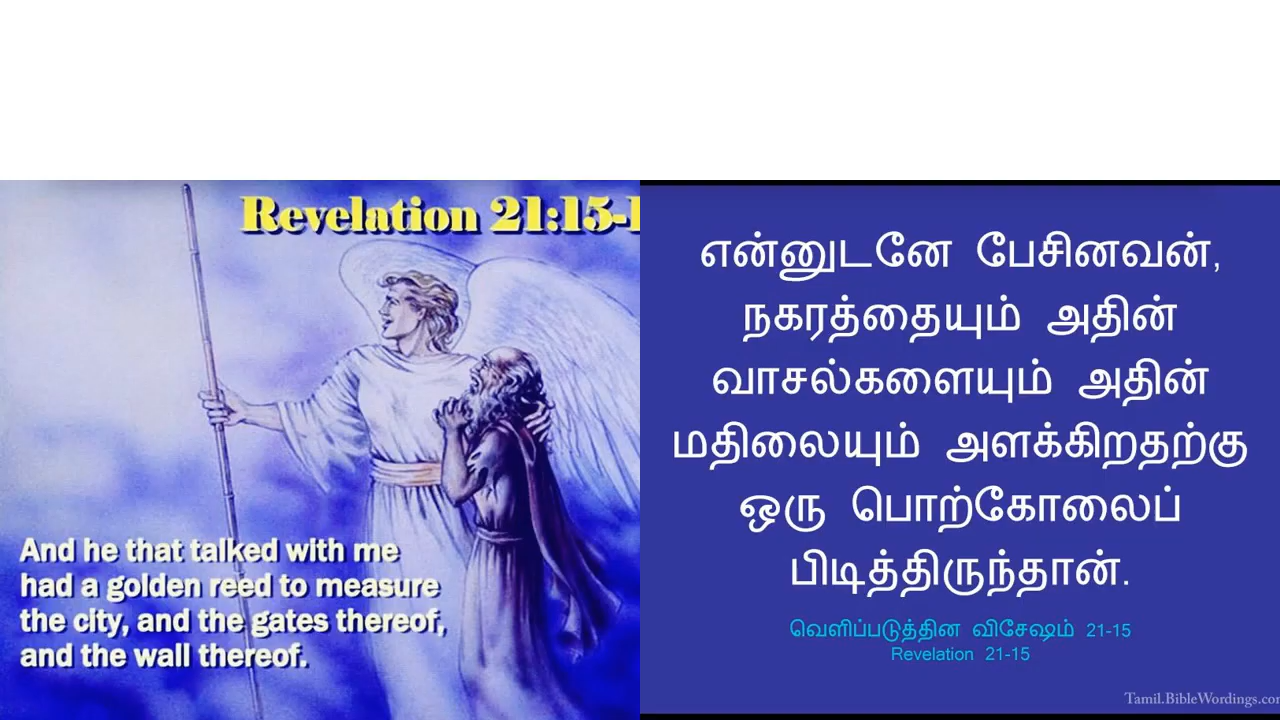 Revelation 21:15-1
And he that talked with me
had a golden reed to measure
the city, and the gates thereof,
and the wall thereof.
என்னுடனே பேசினவன்,
நகரத்தையும் அதின்
வாசல்களையும் அதின்
மதிலையும் அளக்கிறதற்கு
ஒரு பொற்கோலைப்
பிடித்திருந்தான்.
வெளிப்படுத்தின விசேஷம் 21-15
Revelation 21-15
Tamil.BibleWordings.com